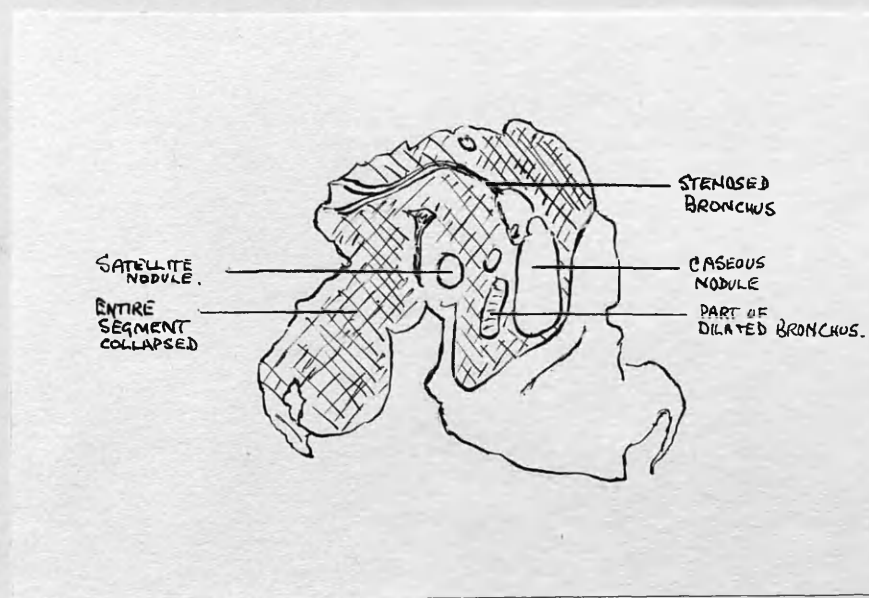 SATELLITE
NODULE.
ENTIRE
SEGMENT
COLLAPSED
STENOSED
BRONCHUS
CASEOUS
NODULE
PART OF
DILATED BRONCHUS.